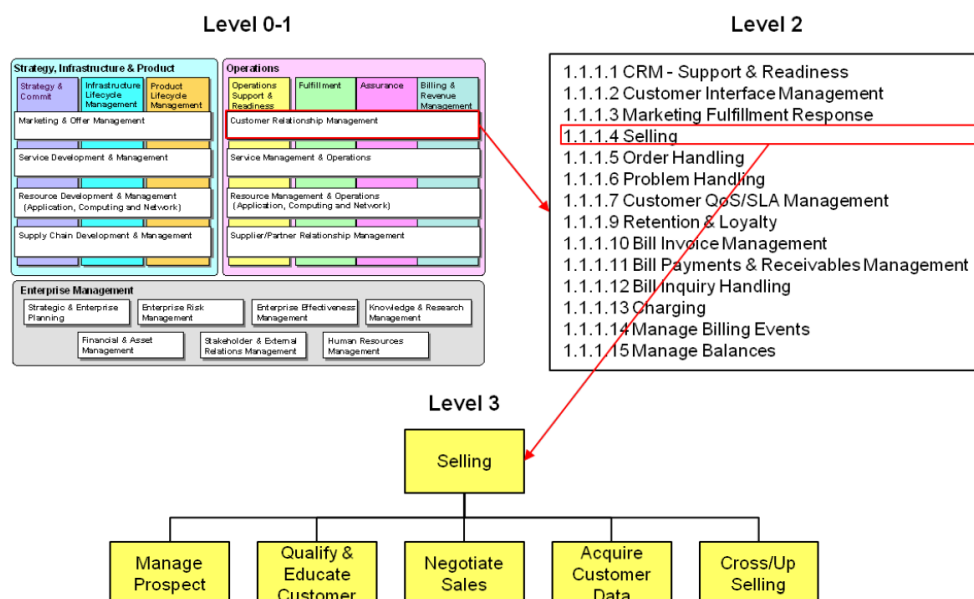 Level 0-1
Level 2
Strategy, Infrastructure & Product
Strategy &
Commit
Infrastructure
Lifecycle
Management
Product
Lifecycle
Management
Marketing & Offer Management
Service Development & Management
Resource Development & Management
(Application, Computing and Network)
Supply Chain Development & Management
Operations
Operations
Support &
Readiness
Fulfillment
Assurance
Billing &
Revenue
Management
Customer Relationship Management
Service Management & Operations
Resource Management & Operations
(Application, Computing and Network)
Supplier/Partner Relationship Management
Enterprise Management
Strategic & Enterprise
Planning
Enterprise Risk
Management
Enterprise Effectiveness
Management
Knowledge & Research
Management
Financial & Asset
Management
Stakeholder & External
Relations Management
Human Resources
Management
1.1.1.1 CRM - Support & Readiness
1.1.1.2 Customer Interface Management
1.1.1.3 Marketing Fulfillment Response
1.1.1.4 Selling
1.1.1.5 Order Handling
1.1.1.6 Problem Handling
1.1.1.7 Customer QoS/SLA Management
1.1.1.9 Retention & Loyalty
1.1.1.10 Bill Invoice Management
1.1.1.11 Bill Payments & Receivables Management
1.1.1.12 Bill Inquiry Handling
1.1.1.13 Charging
1.1.1.14 Manage Billing Events
1.1.1.15 Manage Balances
Level 3
Selling
Manage
Prospect
Qualify &
Educate
Customer
Negotiate
Sales
Acquire
Customer
Data
Cross/Up
Selling